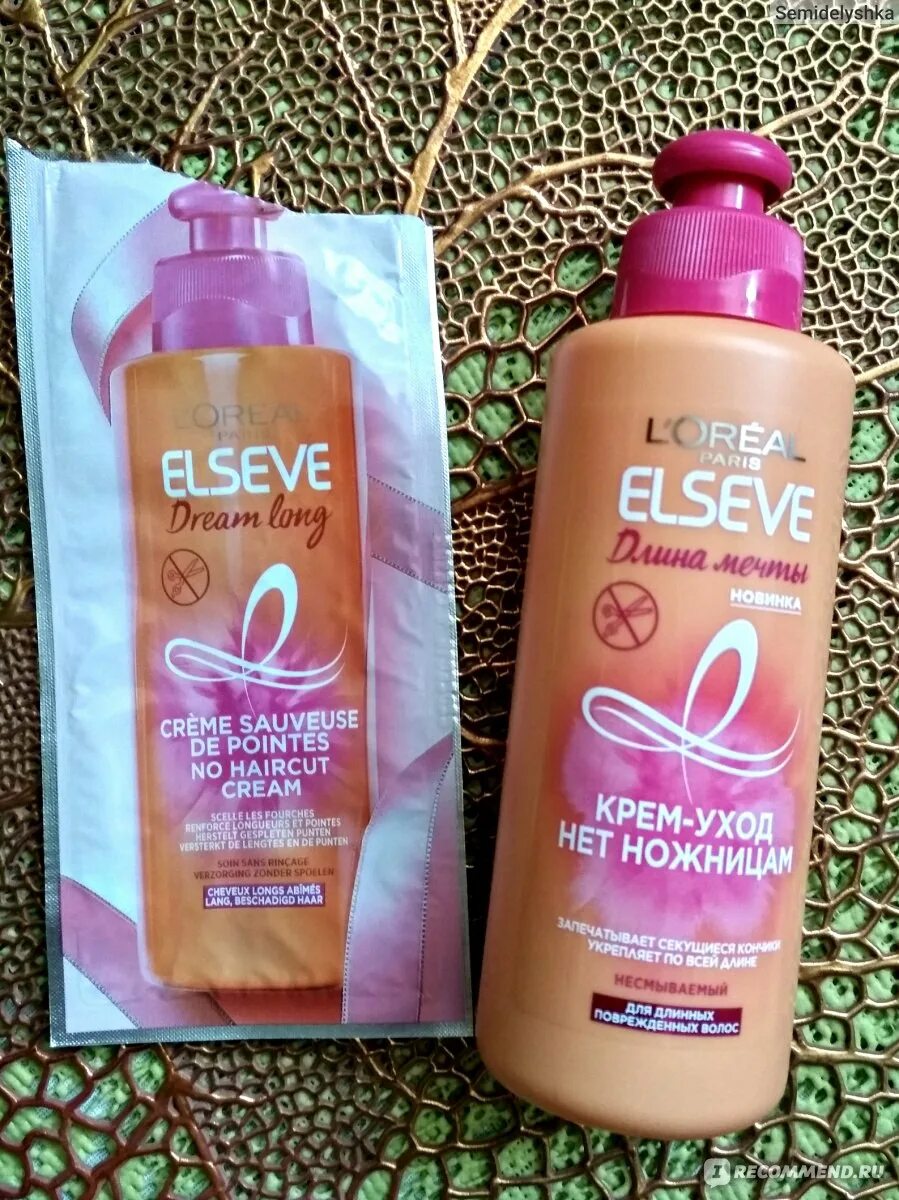 Semidelyshka
L'ORÉAL
PARIS
ELSEVE
Dream long
CRÈME SAUVEUSE
DE POINTES
NO HAIRCUT
CREAM
SCELLE LES FOURCHES
RENFORCE LONGUEURS ET POINTES
HERSTELT GESPLETEN PUNTEN
VERSTERKT DE LENGTES EN DE PUNTEN
SOIN SANS RINÇAGE
VERZORGING ZONDER SPOELEN
CHEVEUX LONGS ABÎMÉS
LANG, BESCHADIGD HAAR
L'ORÉAL
PARIS
ELSEVE
Длина мечты
НОВИНКА
КРЕМ-УХОД
НЕТ НОЖНИЦАМ
ЗАПЕЧАТЫВАЕТ СЕКУЩИЕСЯ КОНЧИКИ
УКРЕПЛЯЕТ ПО ВСЕЙ ДЛИНЕ
НЕСМЫВАЕМЫЙ
ДЛЯ ДЛИННЫХ
ПОВРЕЖДЕННЫХ ВОЛОС
RECOMMEND.RU